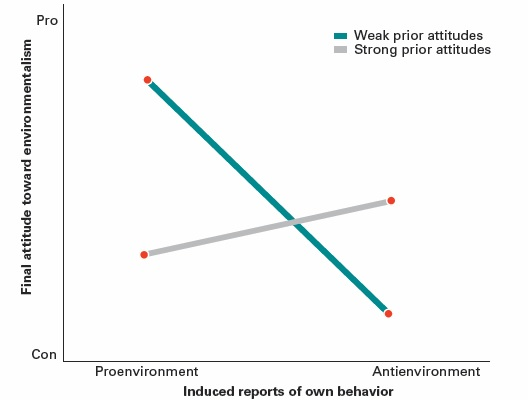 Pro
Weak prior attitudes
Strong prior attitudes
Final attitude toward environmentalism
Con
Proenvironment
Antienvironment
Induced reports of own behavior